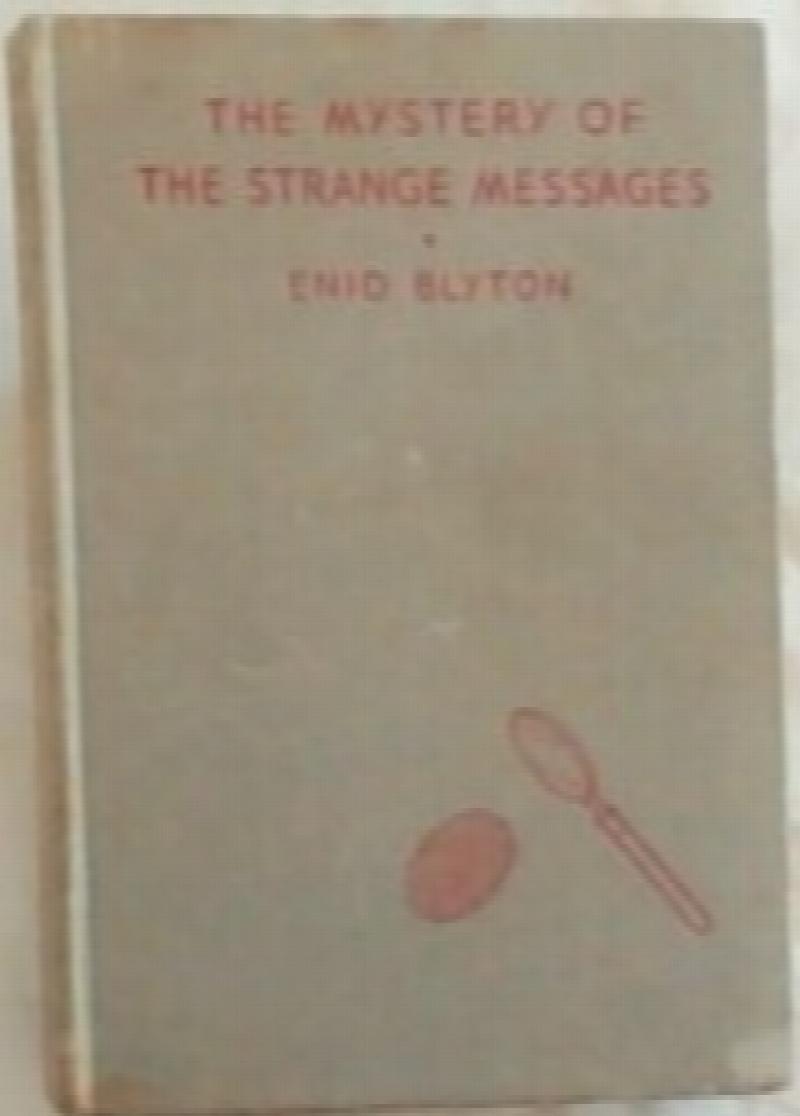 THE MYSTERY OF
THE STRANGE MESSAGES
•
ENID BLYTON